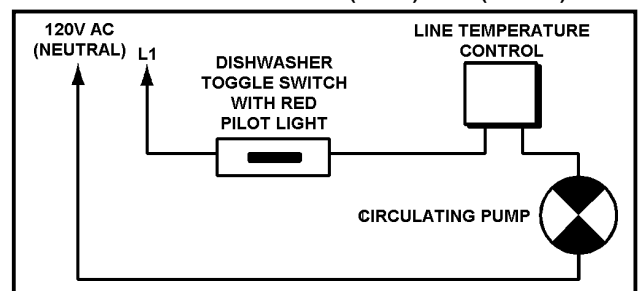 120V AC
(NEUTRAL)
L1
DISHWASHER
TOGGLE SWITCH
WITH RED
PILOT LIGHT
LINE TEMPERATURE
CONTROL
CIRCULATING PUMP